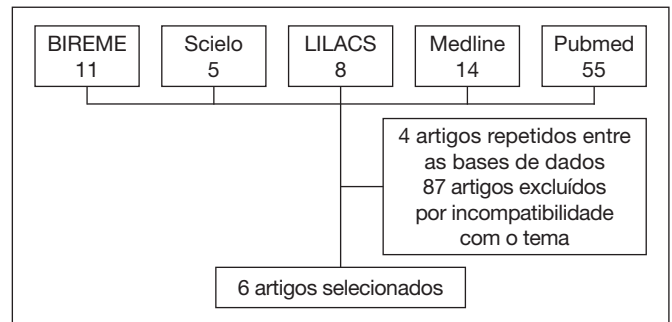 BIREME
11
Scielo
5
LILACS
8
Medline
14
Pubmed
55
4 artigos repetidos entre
as bases de dados
87 artigos excluídos
por incompatibilidade
com o tema
6 artigos selecionados